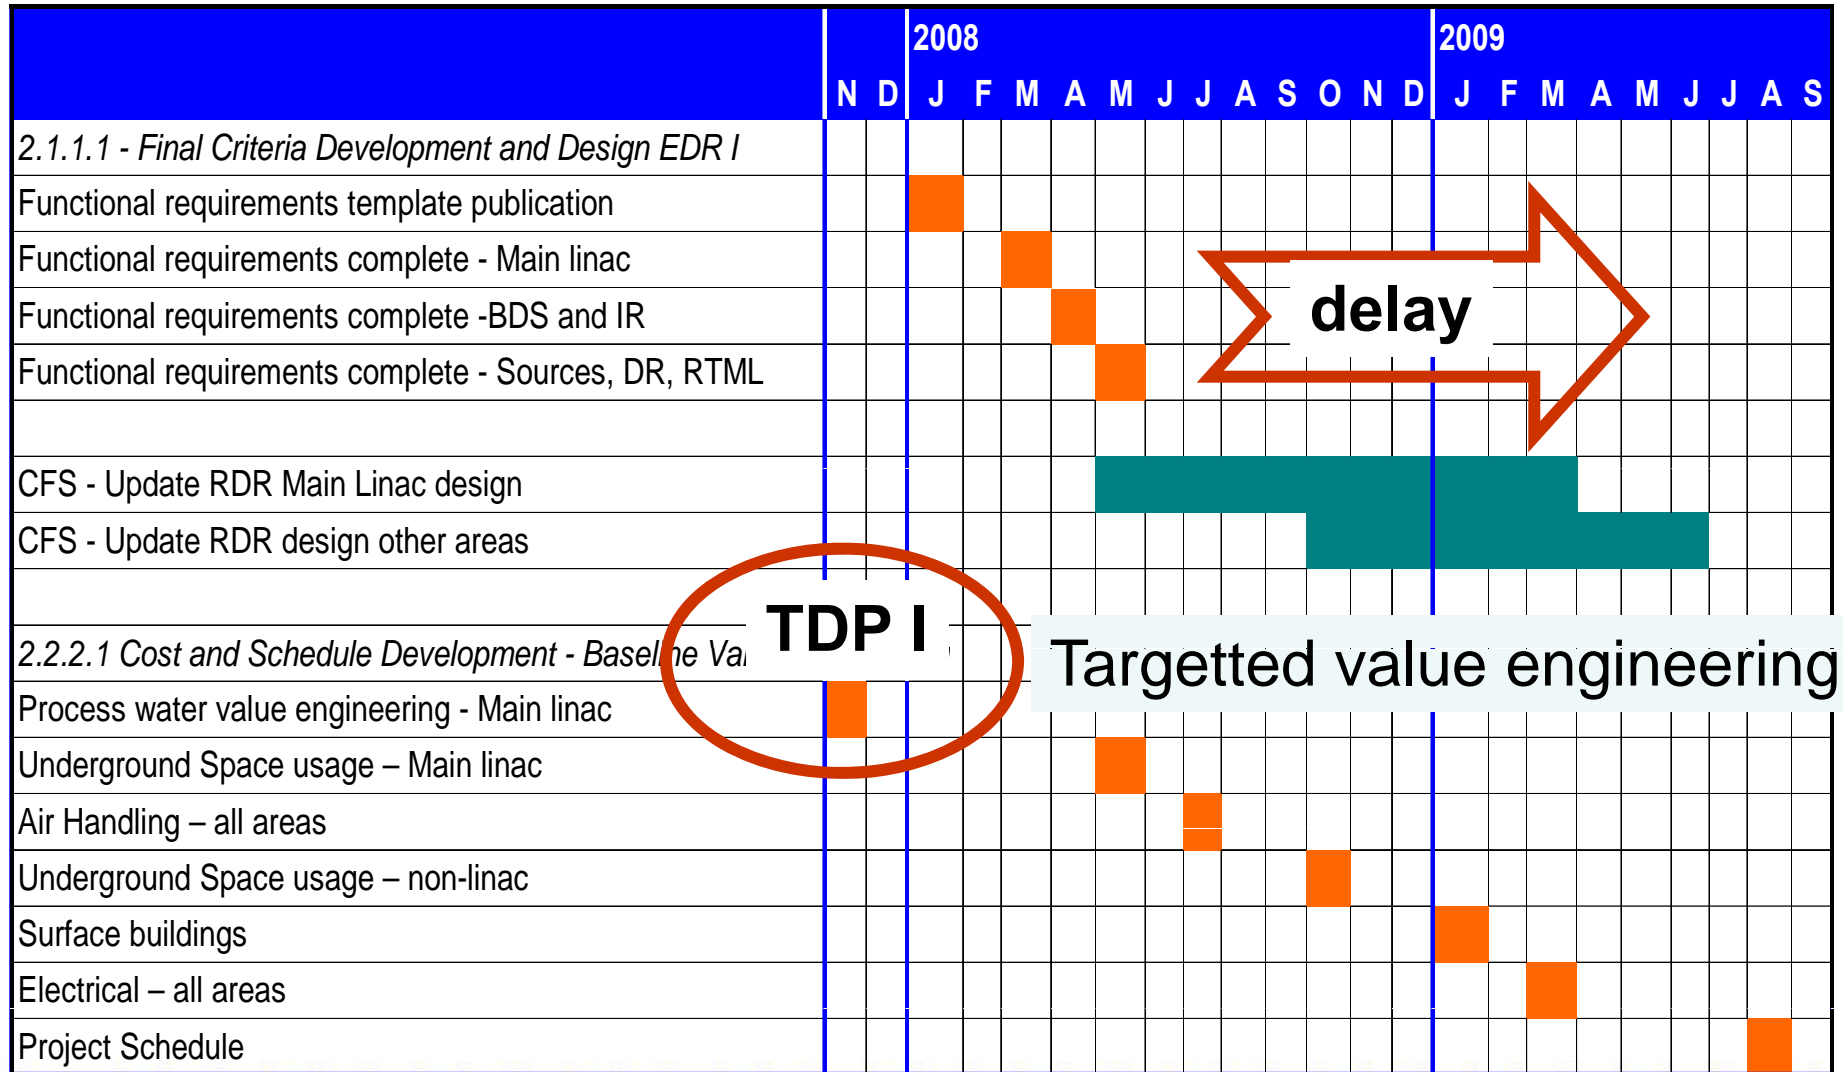 2008 2009
N D J F M A M J J A S O N D J F M A M J J A S
2.1.1.1 - Final Criteria Development and Design EDR I
Functional requirements template publication
Functional requirements complete - Main linac
Functional requirements complete -BDS and IR
delay
Functional requirements complete - Sources, DR, RTML
CFS - Update RDR Main Linac design
CFS - Update RDR design other areas
TDP I
2.2.2.1 Cost and Schedule Development - Baseline
Targetted value engineering
Process water value engineering - Main linac
Underground Space usage – Main linac
Air Handling – all areas
Underground Space usage – non-linac
Surface buildings
Electrical – all areas
Project Schedule